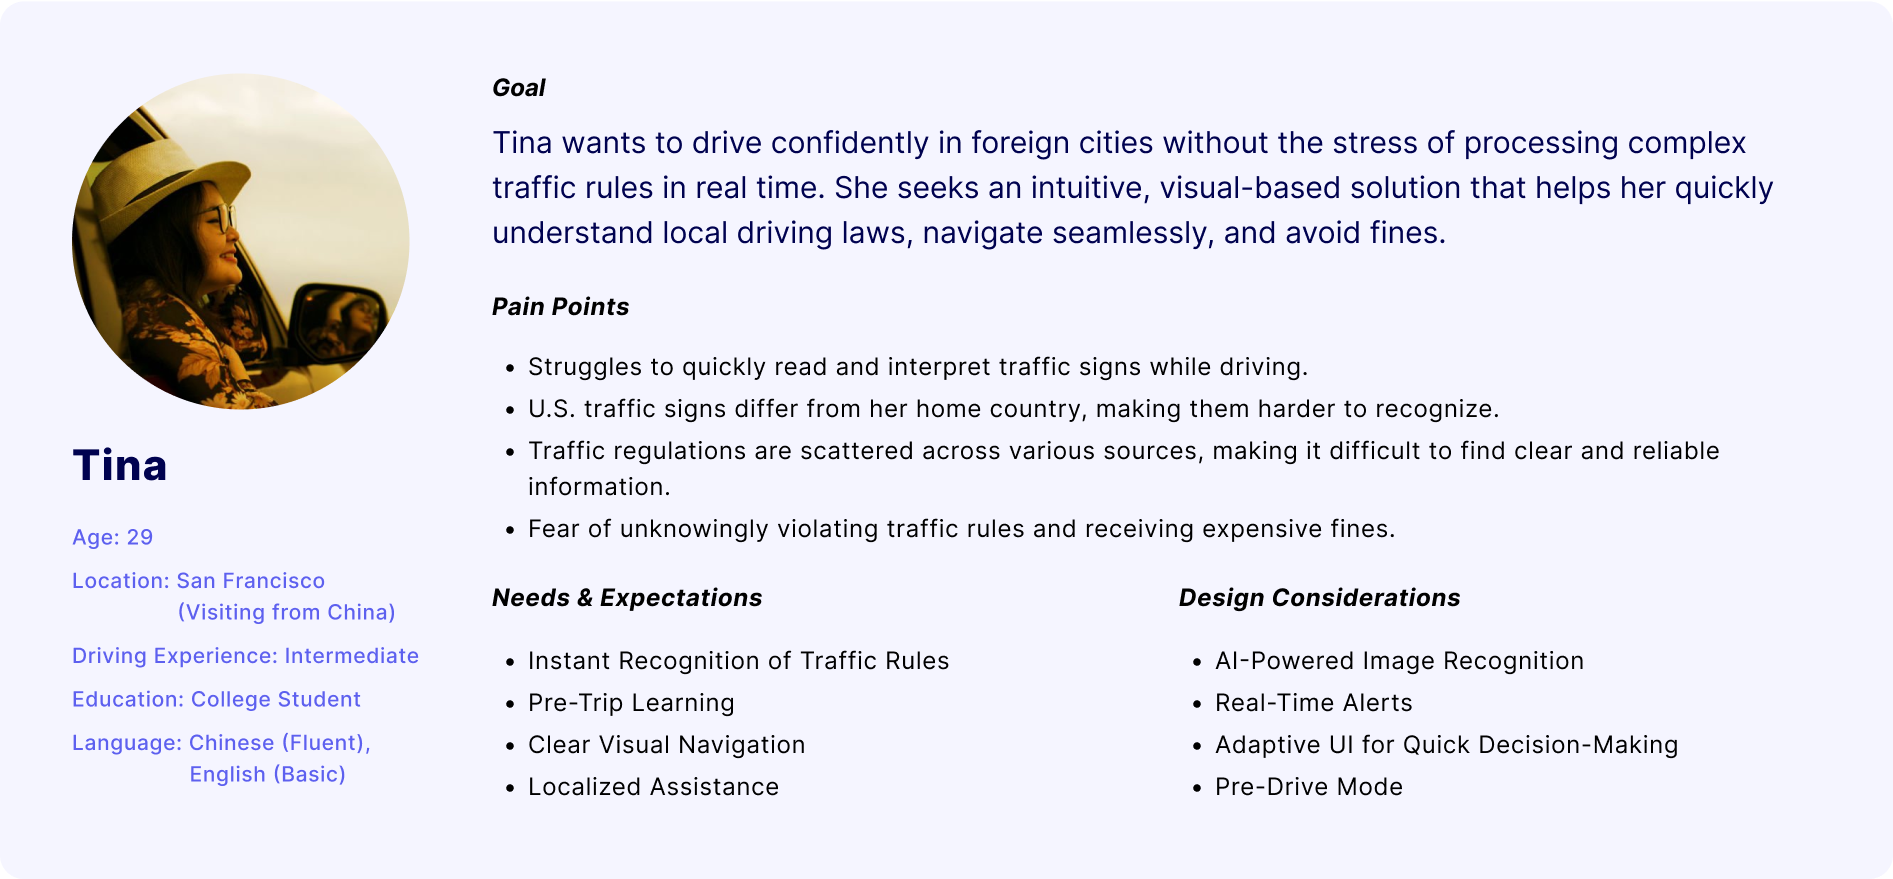 Goal
Tina wants to drive confidently in foreign cities without the stress of processing complex
traffic rules in real time. She seeks an intuitive, visual-based solution that helps her quickly
understand local driving laws, navigate seamlessly, and avoid fines.
Pain Points
• Struggles to quickly read and interpret traffic signs while driving.
• U.S. traffic signs differ from her home country, making them harder to recognize.
• Traffic regulations are scattered across various sources, making it difficult to find clear and reliable
information.
• Fear of unknowingly violating traffic rules and receiving expensive fines.
Tina
Age: 29
Location: San Francisco
(Visiting from China)
Driving Experience: Intermediate
Education: College Student
Language: Chinese (Fluent),
English (Basic)
Needs & Expectations
• Instant Recognition of Traffic Rules
• Pre-Trip Learning
• Clear Visual Navigation
• Localized Assistance
Design Considerations
• AI-Powered Image Recognition
• Real-Time Alerts
• Adaptive UI for Quick Decision-Making
• Pre-Drive Mode